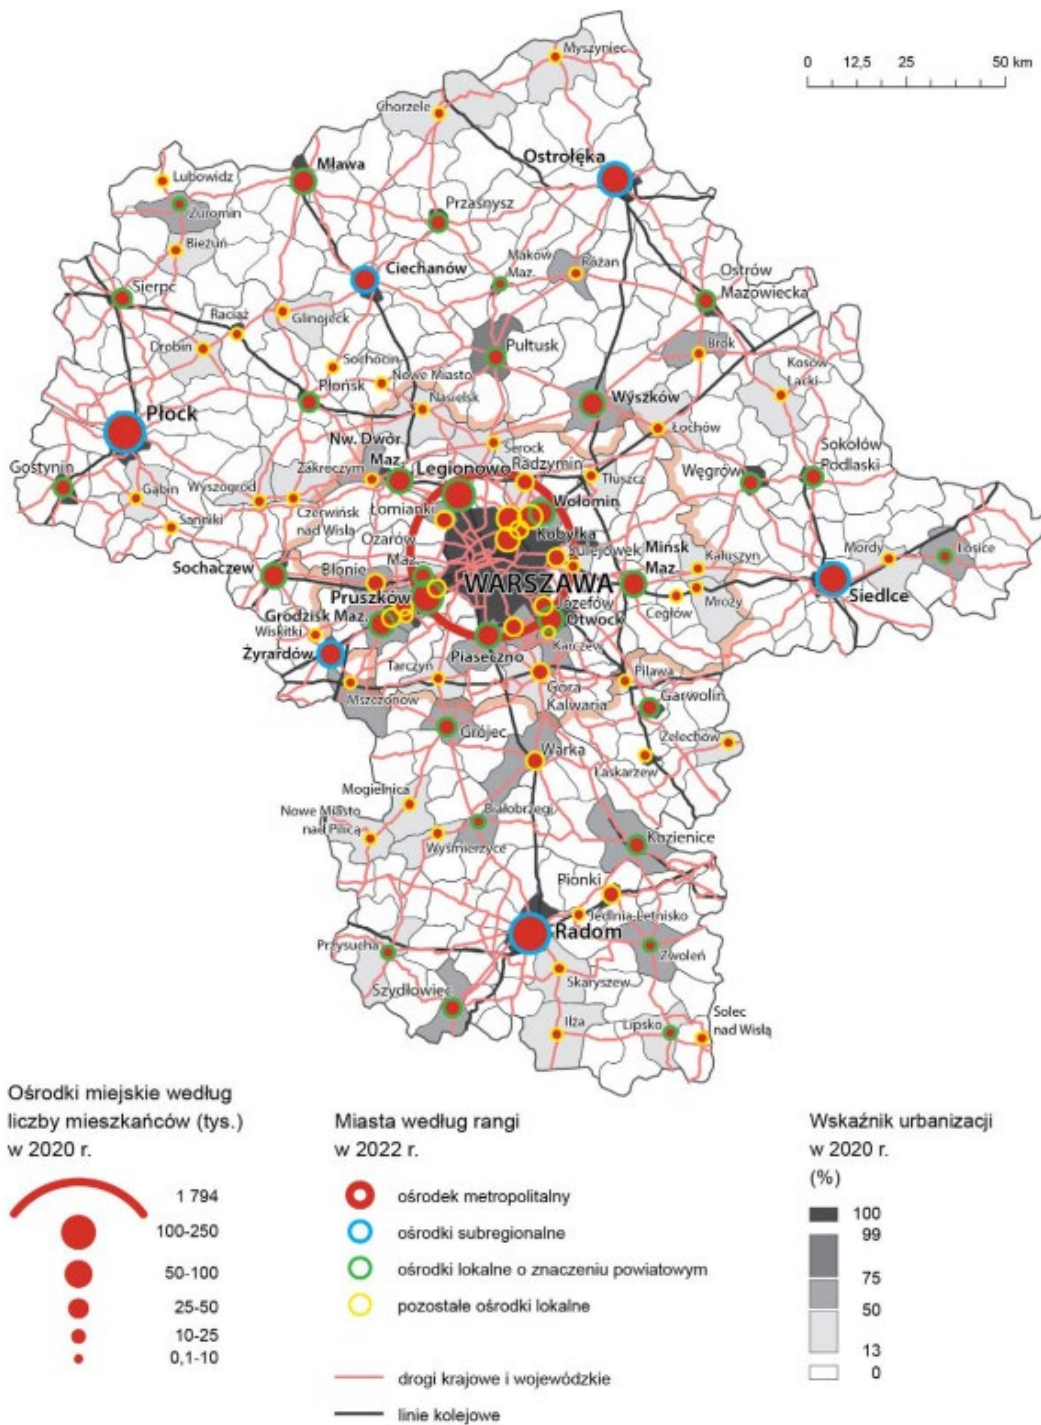 Myszyniec
0 12,5 25 50 km
Chorzele
Ostrołęka
Mława
Lubowidz
Żuromin
Przasnysz
Bieżuń
Maków
Maz.
Różan
Ciechanów
Ostrów
Mazowiecka
Sierpc
Raciąż
Glinojeck
Drobin
Sochocin
Pułtusk
Brok
Kosów
Lacki
Nowe Miasto
Płońsk
Nasielsk
Wyszków
Płock
Łochów
Nw. Dwór
Maz.
Serock
Sokołów
Podlaski
Gostynin
Zakroczym
Legionowo
Radzymin
Tłuszcz
Węgrów
Gąbin
Wyszogród
Łomianki
Wołomin
Sanniki
Czerwińsk
nad Wisłą
Kobyłka
Ożarów
Maz.
Sulejówek
Mińsk
Maz.
Kałuszyn
Mordy
Łosice
Sochaczew
Błonie
WARSZAWA
Siedlce
Pruszków
Józefów
Cegłów
Mrozy
Grodzisk Maz.
Otwock
Wiskitki
Karczew
Żyrardów
Piaseczno
Tarczyn
Pilawa
Mszczonów
Góra
Kalwaria
Garwolin
Grójec
Żelechów
Warka
Łaskarzew
Mogielnica
Nowe Miasto
nad Pilicą
Białobrzegi
Wyśmierzyce
Kozienice
Pionki
Jedlnia-Letnisko
Radom
Przysucha
Zwoleń
Skaryszew
Szydłowiec
Iłża
Lipsko
Solec
nad Wisłą
Ośrodki miejskie według
liczby mieszkańców (tys.)
w 2020 r.
1 794
100-250
50-100
25-50
10-25
0,1-10
Miasta według rangi
w 2022 r.
ośrodek metropolitalny
ośrodki subregionalne
ośrodki lokalne o znaczeniu powiatowym
pozostałe ośrodki lokalne
drogi krajowe i wojewódzkie
linie kolejowe
Wskaźnik urbanizacji
w 2020 r.
(%)
100
99
75
50
13
0